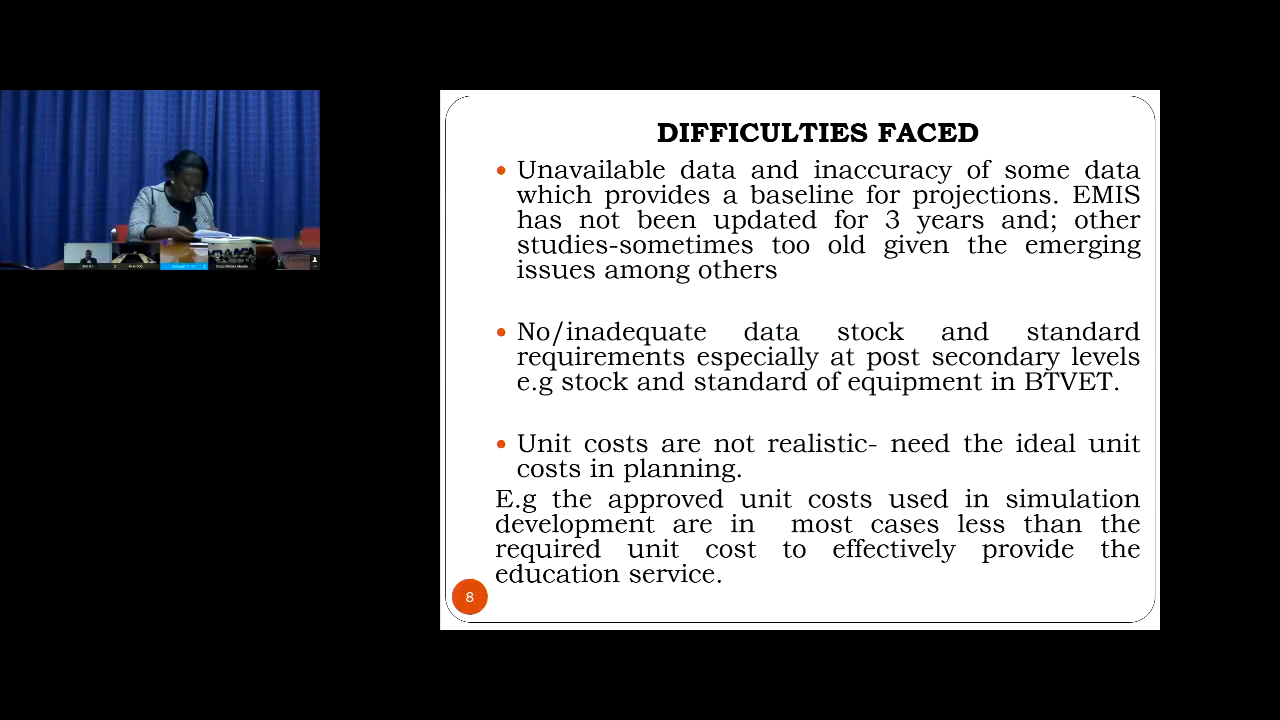 DIFFICULTIES FACED
• Unavailable data and inaccuracy of some data
which provides a baseline for projections. EMIS
has not been updated for 3 years and; other
studies-sometimes too old given the emerging
issues among others
• No/inadequate data stock and standard
requirements especially at post secondary levels
e.g stock and standard of equipment in BTVET.
• Unit costs are not realistic- need the ideal unit
costs in planning.
E.g the approved unit costs used in simulation
development are in most cases less than the
required unit cost to effectively provide the
education service.
8